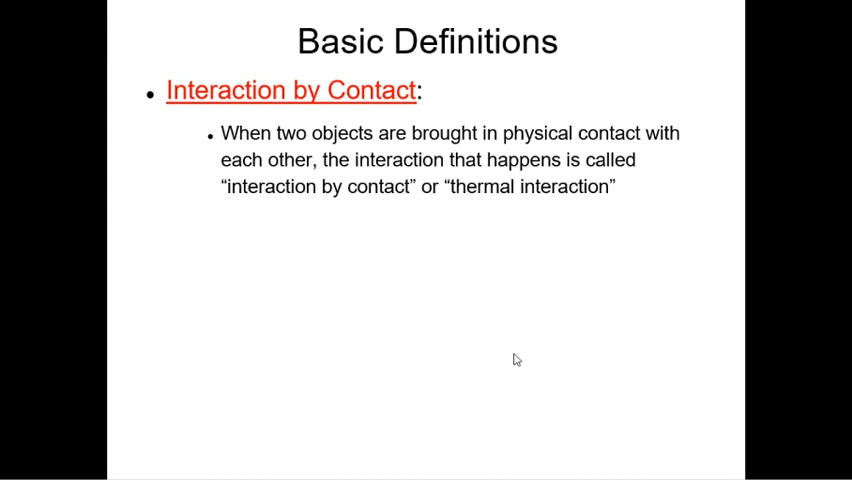 Basic Definitions
• Interaction by Contact:
• When two objects are brought in physical contact with
each other, the interaction that happens is called
“interaction by contact” or “thermal interaction”